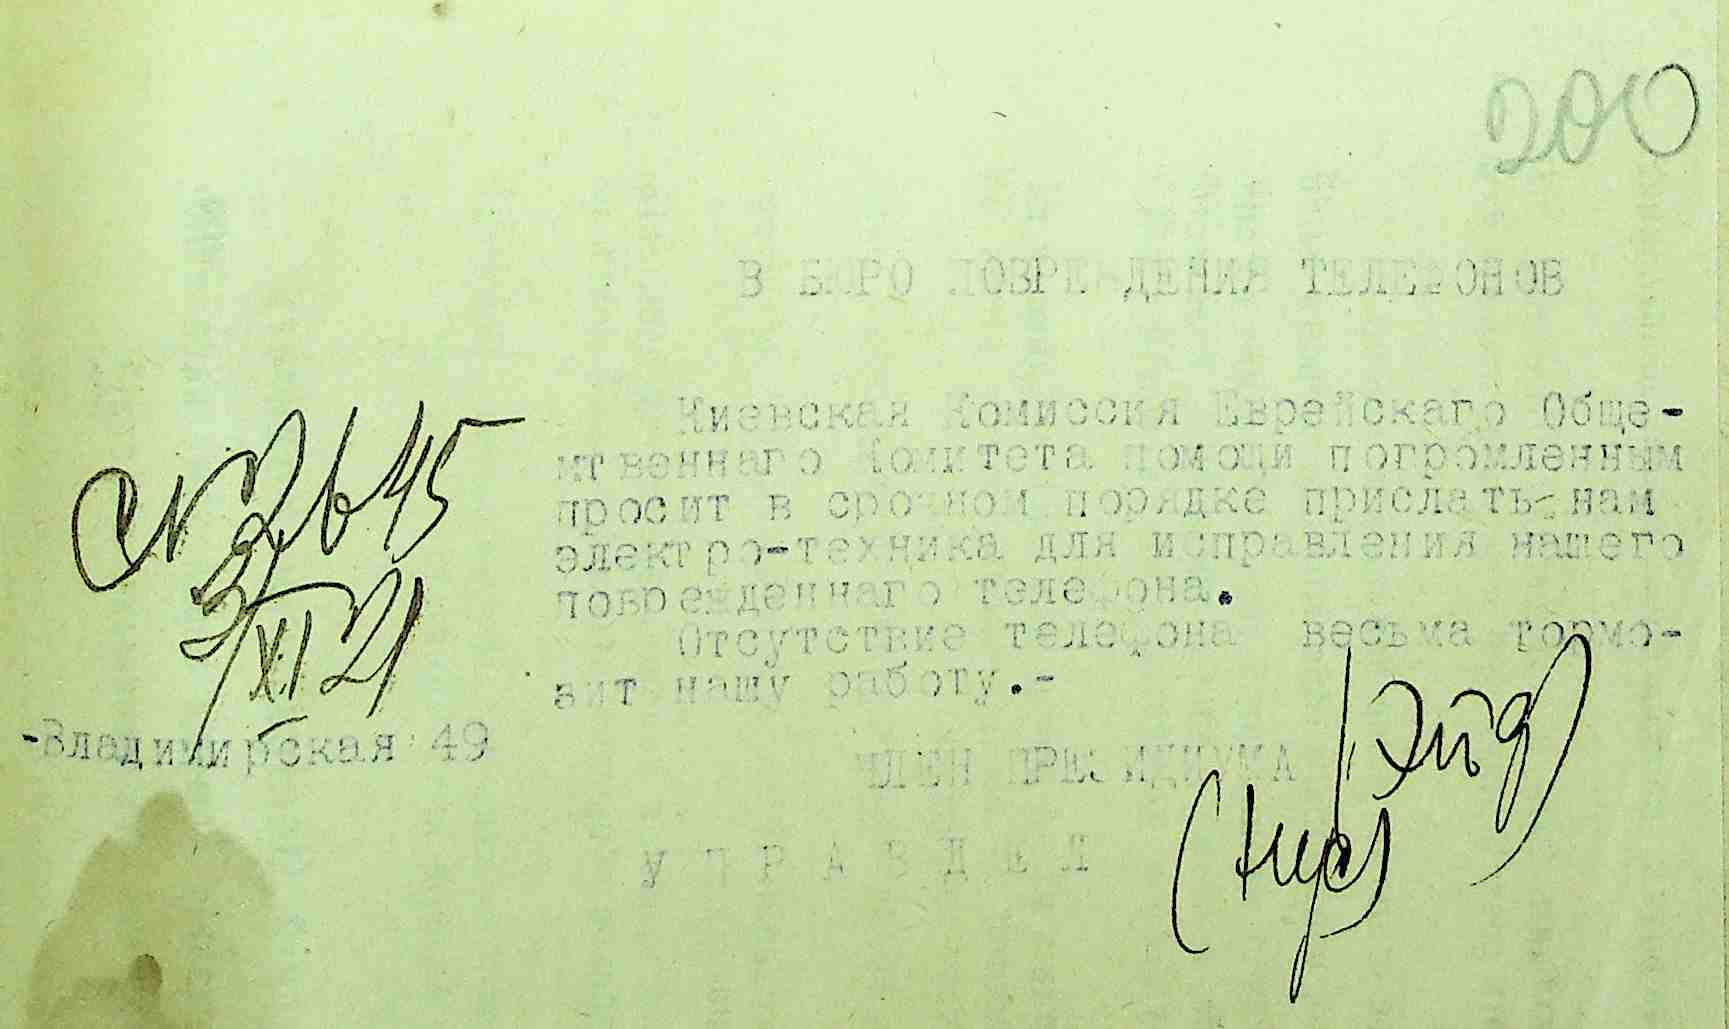 200
В БЮРО ПОВРЕЖДЕНИЯ ТЕЛЕФОНОВ
Киевская Комиссия Еврейскаго Обще-
ственнаго Комитета помощи погромленным
просит в срочном порядке прислать нам
электро-техника для исправления нашего
поврежденнаго телефона.
Отсутствие телефона весьма тормо-
зит нашу работу.-
№ 2645
3/XI 21
-Владимирская 49
ЧЛЕН ПРЕЗИДИУМА
УПРАВДЕЛ